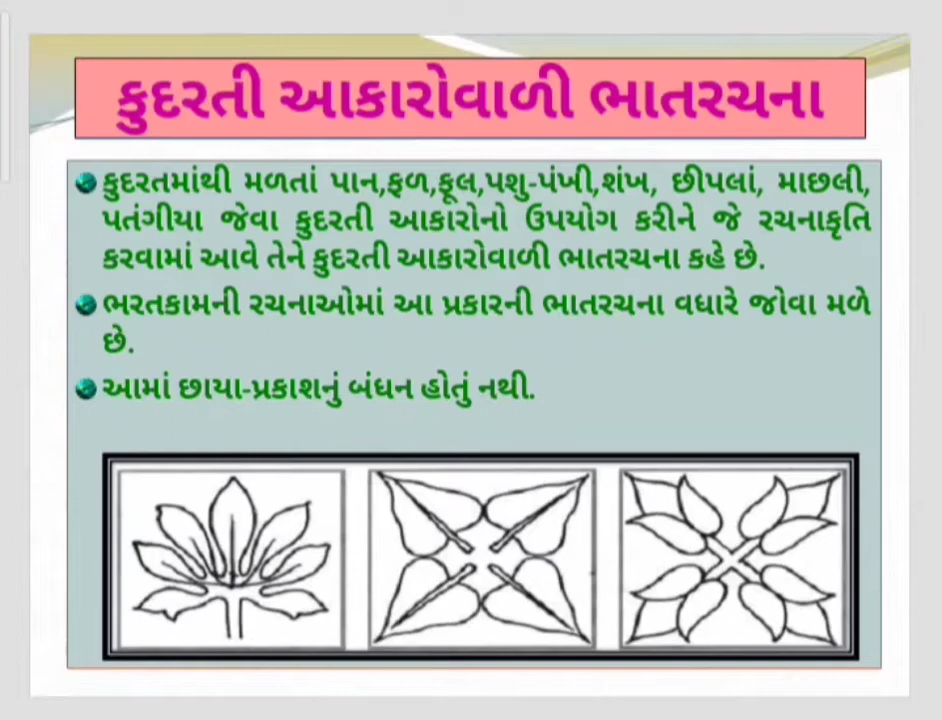 કુદરતી આકારોવાળી ભાતરચના
કુદરતમાંથી મળતાં પાન,ફળ,ફૂલ,પશુ-પંખી,શંખ, છીપલાં, માછલી,
પતંગીયા જેવા કુદરતી આકારોનો ઉપયોગ કરીને જે રચનાકૃતિ
કરવામાં આવે તેને કુદરતી આકારોવાળી ભાતરચના કહે છે.
ભરતકામની રચનાઓમાં આ પ્રકારની ભાતરચના વધારે જોવા મળે
છે.
આમાં છાયા-પ્રકાશનું બંધન હોતું નથી.